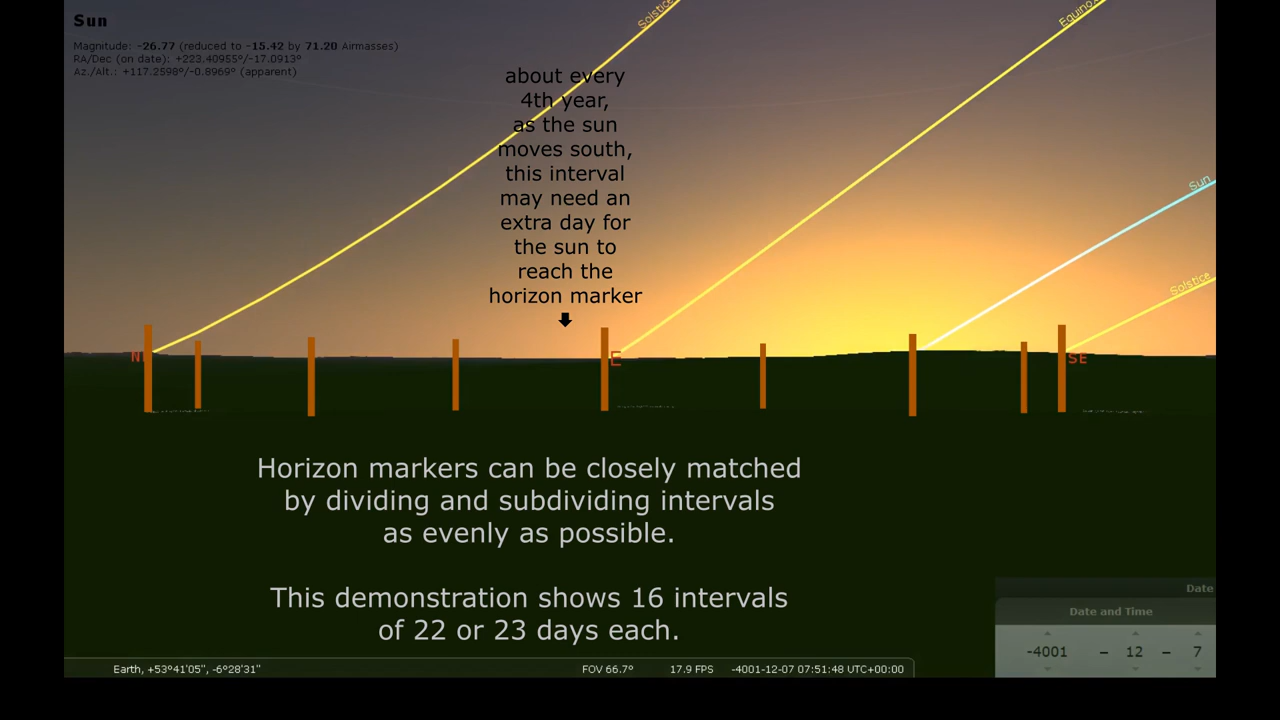 Sun
Magnitude: -26.77 (reduced to -15.42 by 71.20 Airmasses)
RA/Dec (on date): +223.40955°/-17.0913°
Az./Alt.: +117.2598°/-0.8969° (apparent)
Solstice
Equinox
about every
4th year,
as the sun
moves south,
this interval
may need an
extra day for
the sun to
reach the
horizon marker
Sun
Solstice
N
E
SE
Horizon markers can be closely matched
by dividing and subdividing intervals
as evenly as possible.
This demonstration shows 16 intervals
of 22 or 23 days each.
Date
Date and Time
-4001 – 12 – 7
Earth, +53°41'05", -6°28'31" FOV 66.7° 17.9 FPS -4001-12-07 07:51:48 UTC+00:00